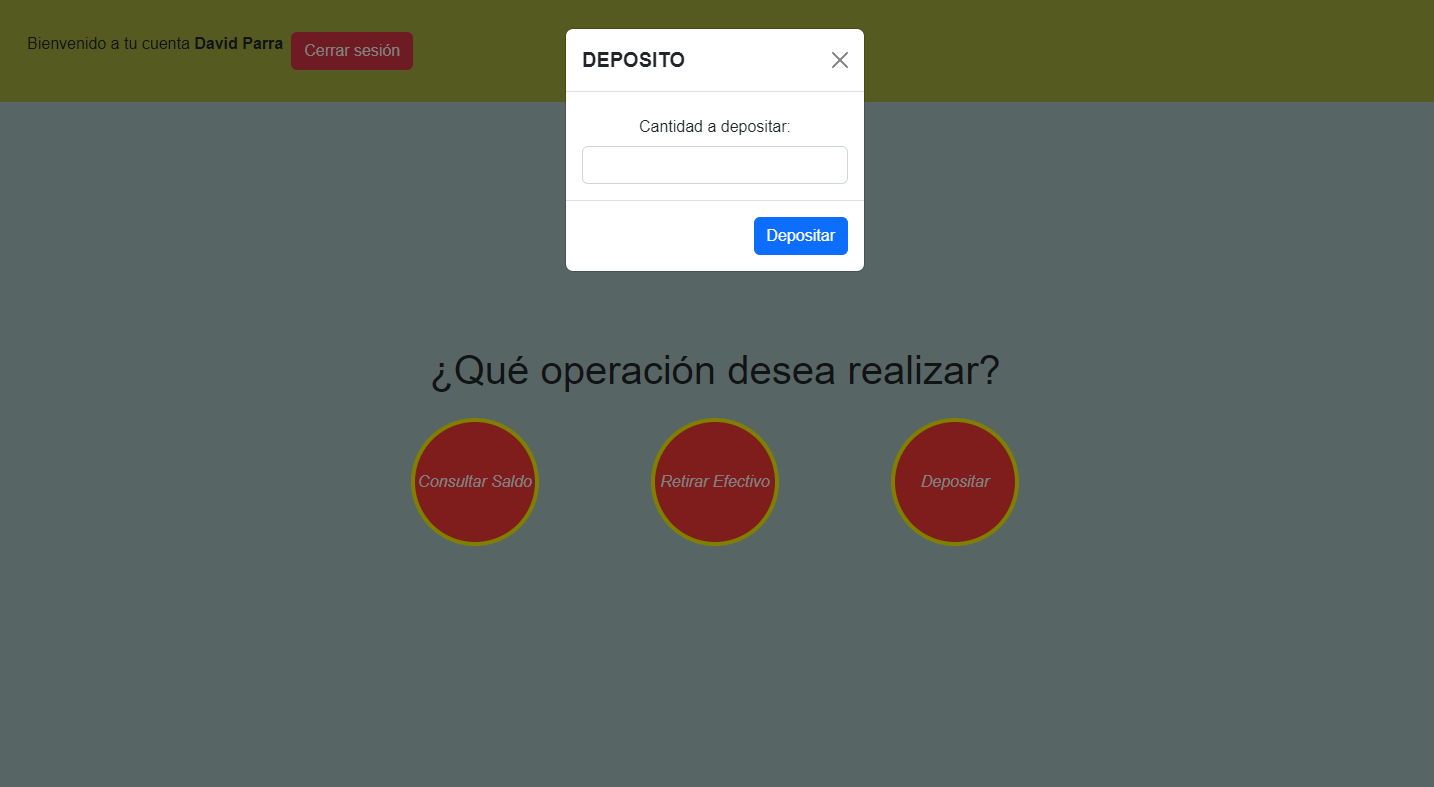 Bienvenido a tu cuenta David Parra Cerrar sesión
DEPOSITO
Cantidad a depositar:
Depositar
¿Qué operación desea realizar?
Consultar Saldo Retirar Efectivo Depositar